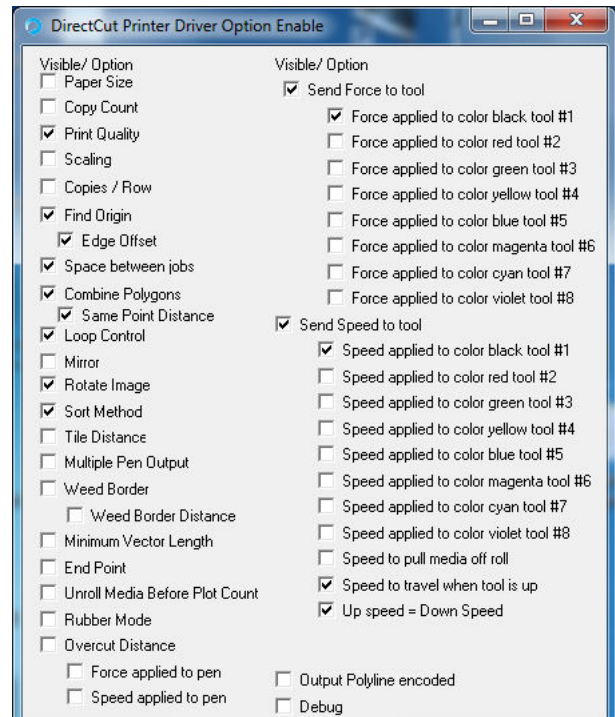 DirectCut Printer Driver Option Enable
Visible/ Option
Paper Size
Copy Count
Print Quality
Scaling
Copies / Row
Find Origin
Edge Offset
Space between jobs
Combine Polygons
Same Point Distance
Loop Control
Mirror
Rotate Image
Sort Method
Tile Distance
Multiple Pen Output
Weed Border
Weed Border Distance
Minimum Vector Length
End Point
Unroll Media Before Plot Count
Rubber Mode
Overcut Distance
Force applied to pen
Speed applied to pen
Visible/ Option
Send Force to tool
Force applied to color black tool #1
Force applied to color red tool #2
Force applied to color green tool #3
Force applied to color yellow tool #4
Force applied to color blue tool #5
Force applied to color magenta tool #6
Force applied to color cyan tool #7
Force applied to color violet tool #8
Send Speed to tool
Speed applied to color black tool #1
Speed applied to color red tool #2
Speed applied to color green tool #3
Speed applied to color yellow tool #4
Speed applied to color blue tool #5
Speed applied to color magenta tool #6
Speed applied to color cyan tool #7
Speed applied to color violet tool #8
Speed to pull media off roll
Speed to travel when tool is up
Up speed = Down Speed
Output Polyline encoded
Debug